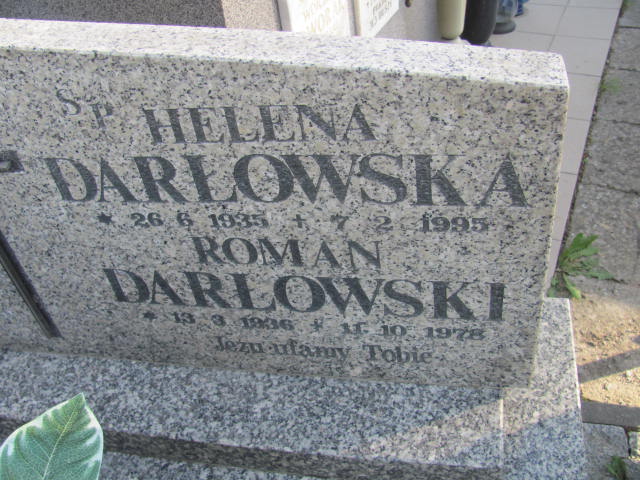 Ś.P. HELENA
DARŁOWSKA
* 26 6 1935 + 7 2 1995
ROMAN
DARŁOWSKI
* 13 3 1936 + 11 10 1978
Jezu ufamy Tobie